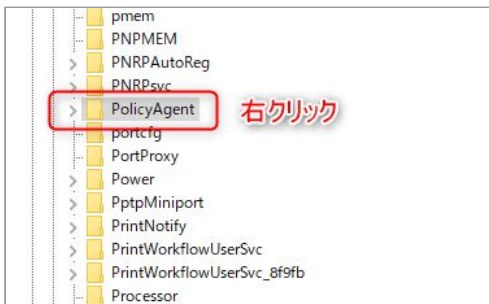 pmem
PNPMEM
PNRPAutoReg
PNRPsvc
PolicyAgent 右クリック
portcfg
PortProxy
Power
PptpMiniport
PrintNotify
PrintWorkflowUserSvc
PrintWorkflowUserSvc_8f9fb
Processor